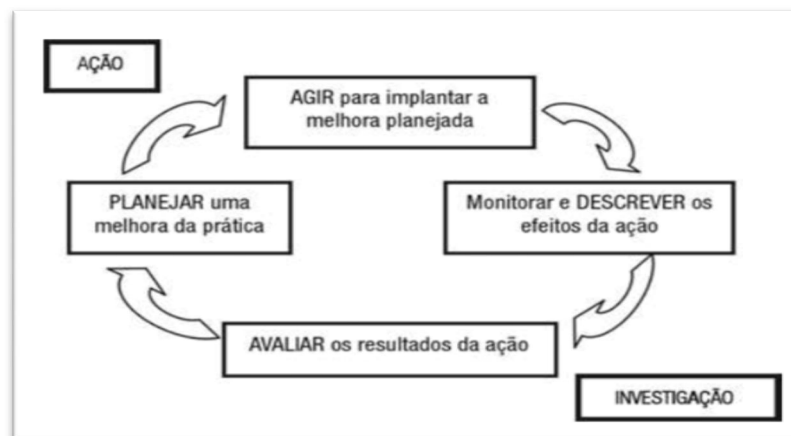 AÇÃO
AGIR para implantar a
melhora planejada
PLANEJAR uma
melhora da prática
Monitorar e DESCREVER os
efeitos da ação
AVALIAR os resultados da ação
INVESTIGAÇÃO